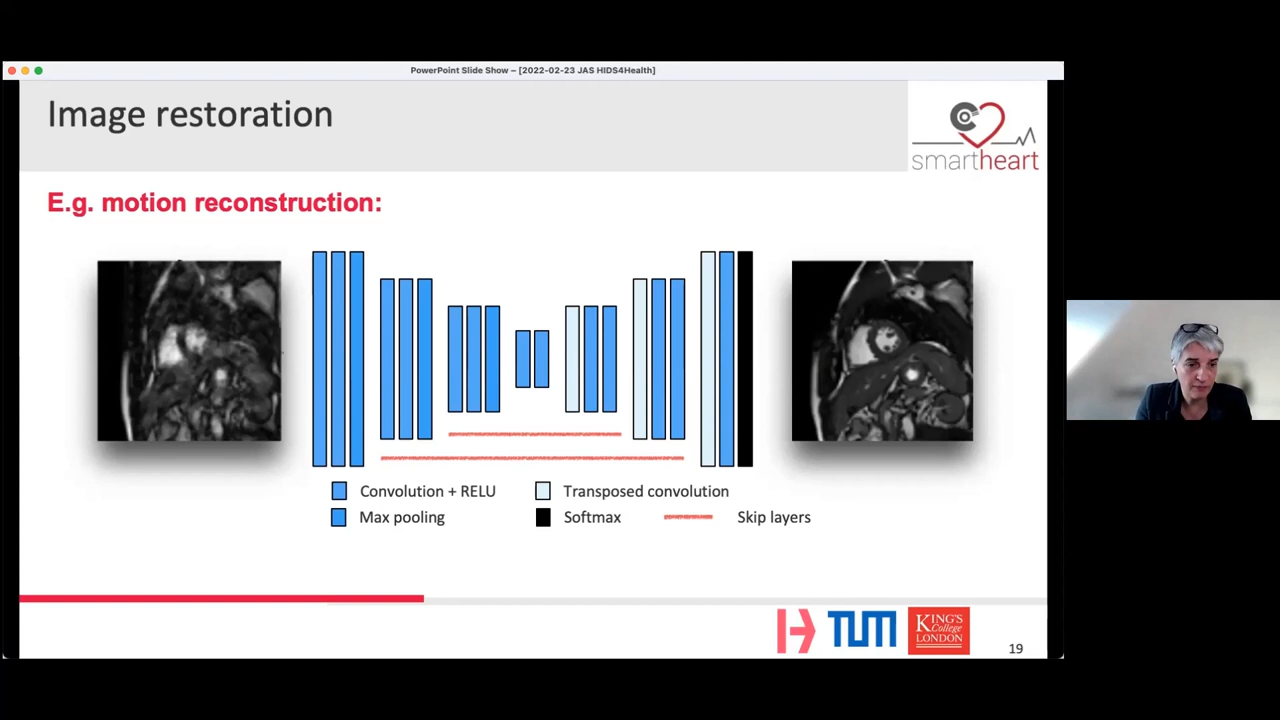 PowerPoint Slide Show – [2022-02-23 JAS HIDS4Health]
Image restoration
smartheart
E.g. motion reconstruction:
Convolution + RELU
Transposed convolution
Max pooling
Softmax
Skip layers
TUM
KING'S
College
LONDON
19